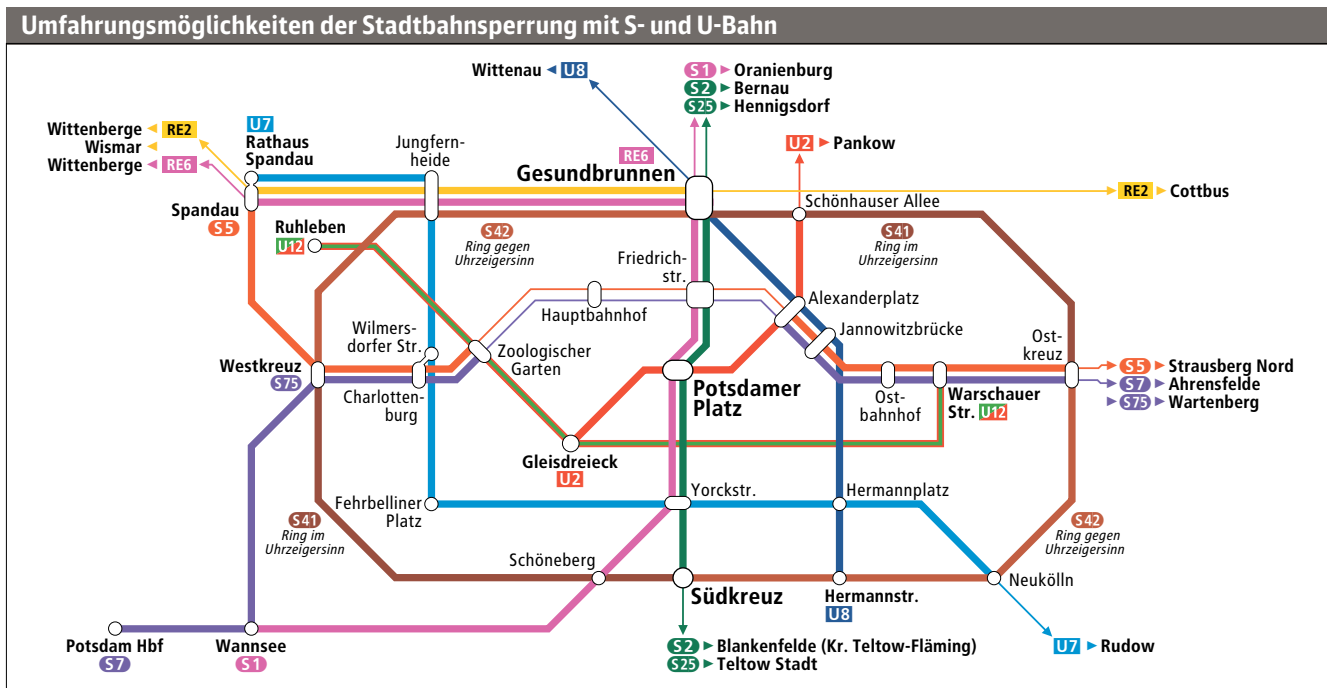 Umfahrungsmöglichkeiten der Stadtbahnsperrung mit S- und U-Bahn
Wittenau U8
S1 Oranienburg
S2 Bernau
S25 Hennigsdorf
Wittenberge RE2
Wismar
Wittenberge RE6
U7
Rathaus
Spandau
Jungfern-
heide
RE6
Gesundbrunnen
U2 Pankow
RE2 Cottbus
Spandau
S5
Ruhleben
U12
S42
Ring gegen
Uhrzeigersinn
Schönhauser Allee
S41
Ring im
Uhrzeigersinn
Friedrich-
str.
Hauptbahnhof
Alexanderplatz
Jannowitzbrücke
Wilmers-
dorfer Str.
Zoologischer
Garten
Westkreuz
S75
Charlotten-
burg
Potsdamer
Platz
Ost-
bahnhof
Warschauer
Str. U12
Ost-
kreuz
S5 Strausberg Nord
S7 Ahrensfelde
S75 Wartenberg
Gleisdreieck
U2
Fehrbelliner
Platz
Yorckstr.
Hermannplatz
S41
Ring im
Uhrzeigersinn
S42
Ring gegen
Uhrzeigersinn
Schöneberg
Südkreuz
Hermannstr.
U8
Neukölln
Potsdam Hbf
S7
Wannsee
S1
S2 Blankenfelde (Kr. Teltow-Fläming)
S25 Teltow Stadt
U7 Rudow